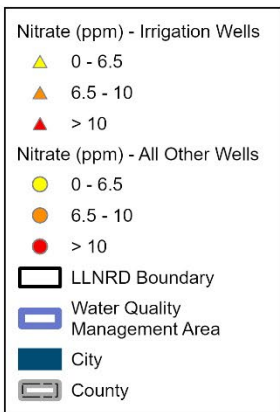 Nitrate (ppm) - Irrigation Wells
0 - 6.5
6.5 - 10
> 10
Nitrate (ppm) - All Other Wells
0 - 6.5
6.5 - 10
> 10
LLNRD Boundary
Water Quality
Management Area
City
County